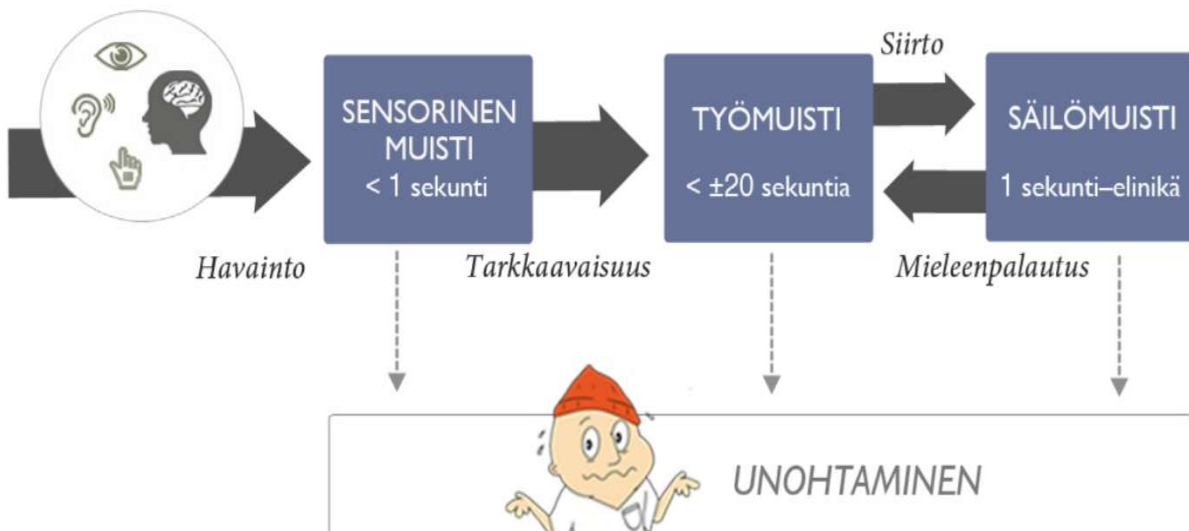 Siirto
SENSORINEN
MUISTI
< 1 sekunti
TYÖMUISTI
< ±20 sekuntia
SÄILÖMUISTI
1 sekunti–elinikä
Havainto
Tarkkaavaisuus
Mieleenpalautus
UNOHTAMINEN